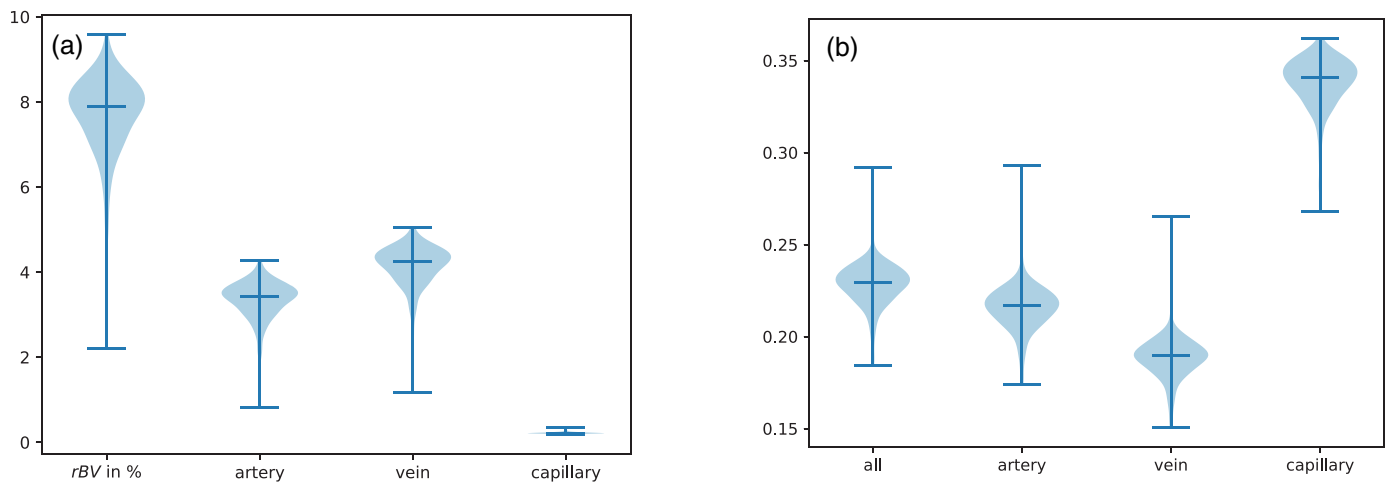 (a)
10
8
6
4
2
0
rBV in %
artery
vein
capillary
(b)
0.35
0.30
0.25
0.20
0.15
all
artery
vein
capillary